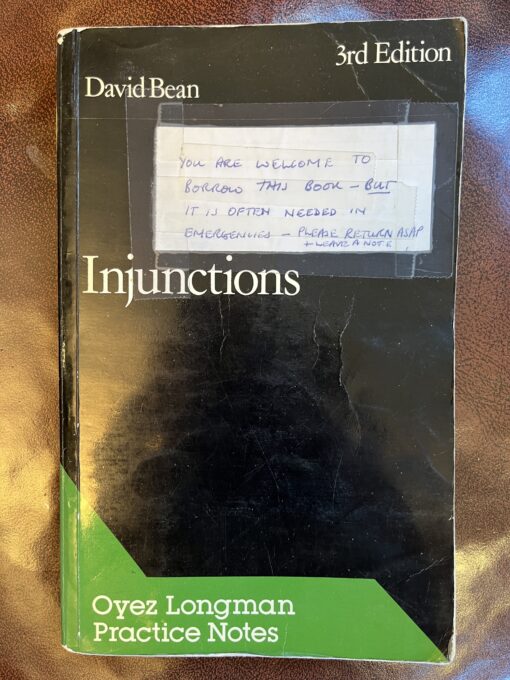 3rd Edition
David Bean
YOU ARE WELCOME TO
BORROW THIS BOOK – BUT
IT IS OFTEN NEEDED IN
EMERGENCIES – PLEASE RETURN ASAP
+ LEAVE A NOTE
Injunctions
Oyez Longman
Practice Notes